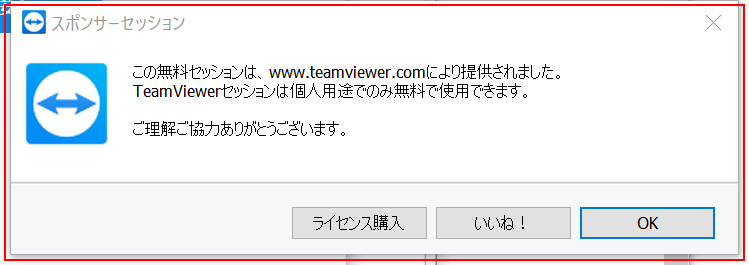 スポンサーセッション
この無料セッションは、www.teamviewer.comにより提供されました。
TeamViewerセッションは個人用途でのみ無料で使用できます。
ご理解ご協力ありがとうございます。
ライセンス購入
いいね！
OK